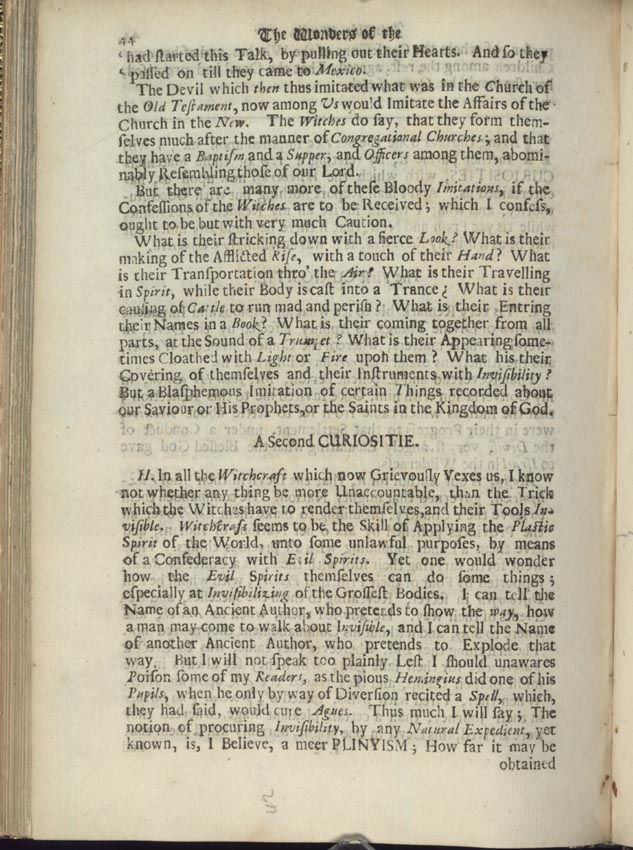 44 The Wonders of the
‘ had ſtarted this Talk, by pulling out their Hearts. And ſo they
‘ paſſed on till they came to Mexico.
The Devil which then thus imitated what was in the Church of
the Old Teſtament, now among Us would Imitate the Affairs of the
Church in the New. The Witches do ſay, that they form them-
ſelves much after the manner of Congregational Churches; and that
they have a Baptiſm and a Supper, and Officers among them, abomi-
nably Reſembling thoſe of our Lord.
But there are many more of theſe Bloody Imitations, if the
Confeſſions of the Witches are to be Received; which I confeſs,
ought to be but with very much Caution.
What is their ſtricking down with a fierce Look? What is their
making of the Afflicted Riſe, with a touch of their Hand? What
is their Tranſportation thro' the Air? What is their Travelling
in Spirit, while their Body is caſt into a Trance? What is their
cauſing of Cattle to run mad and periſh? What is their Entring
their Names in a Book? What is their coming together from all
parts, at the Sound of a Trumpet? What is their Appearing ſome-
times Cloathed with Light or Fire upon them? What his their
Covering of themſelves and their Inſtruments with Inviſibility?
But a Blaſphemous Imitation of certain Things recorded about
our Saviour or His Prophets, or the Saints in the Kingdom of God.
A Second CURIOSITIE.
II. In all the Witchcraft which now Grievouſly Vexes us, I know
not whether any thing be more Unaccountable, than the Trick
which the Witches have to render themſelves, and their Tools In-
viſible. Witchcraft ſeems to be the Skill of Applying the Plaſtic
Spirit of the World, unto ſome unlawful purpoſes, by means
of a Confederacy with Evil Spirits. Yet one would wonder
how the Evil Spirits themſelves can do ſome things;
eſpecially at Inviſibilizing of the Groſſeſt Bodies. I can tell the
Name of an Ancient Author, who pretends to ſhow the way, how
a man may come to walk about Inviſible, and I can tell the Name
of another Ancient Author, who pretends to Explode that
way. But I will not ſpeak too plainly Leſt I ſhould unawares
Poiſon ſome of my Readers, as the pious Hemingius did one of his
Pupils, when he only by way of Diverſion recited a Spell, which,
they had ſaid, would cure Agues. Thus much I will ſay; The
notion of procuring Inviſibility, by any Natural Expedient, yet
known, is, I Believe, a meer PLINYISM; How far it may be
obtained